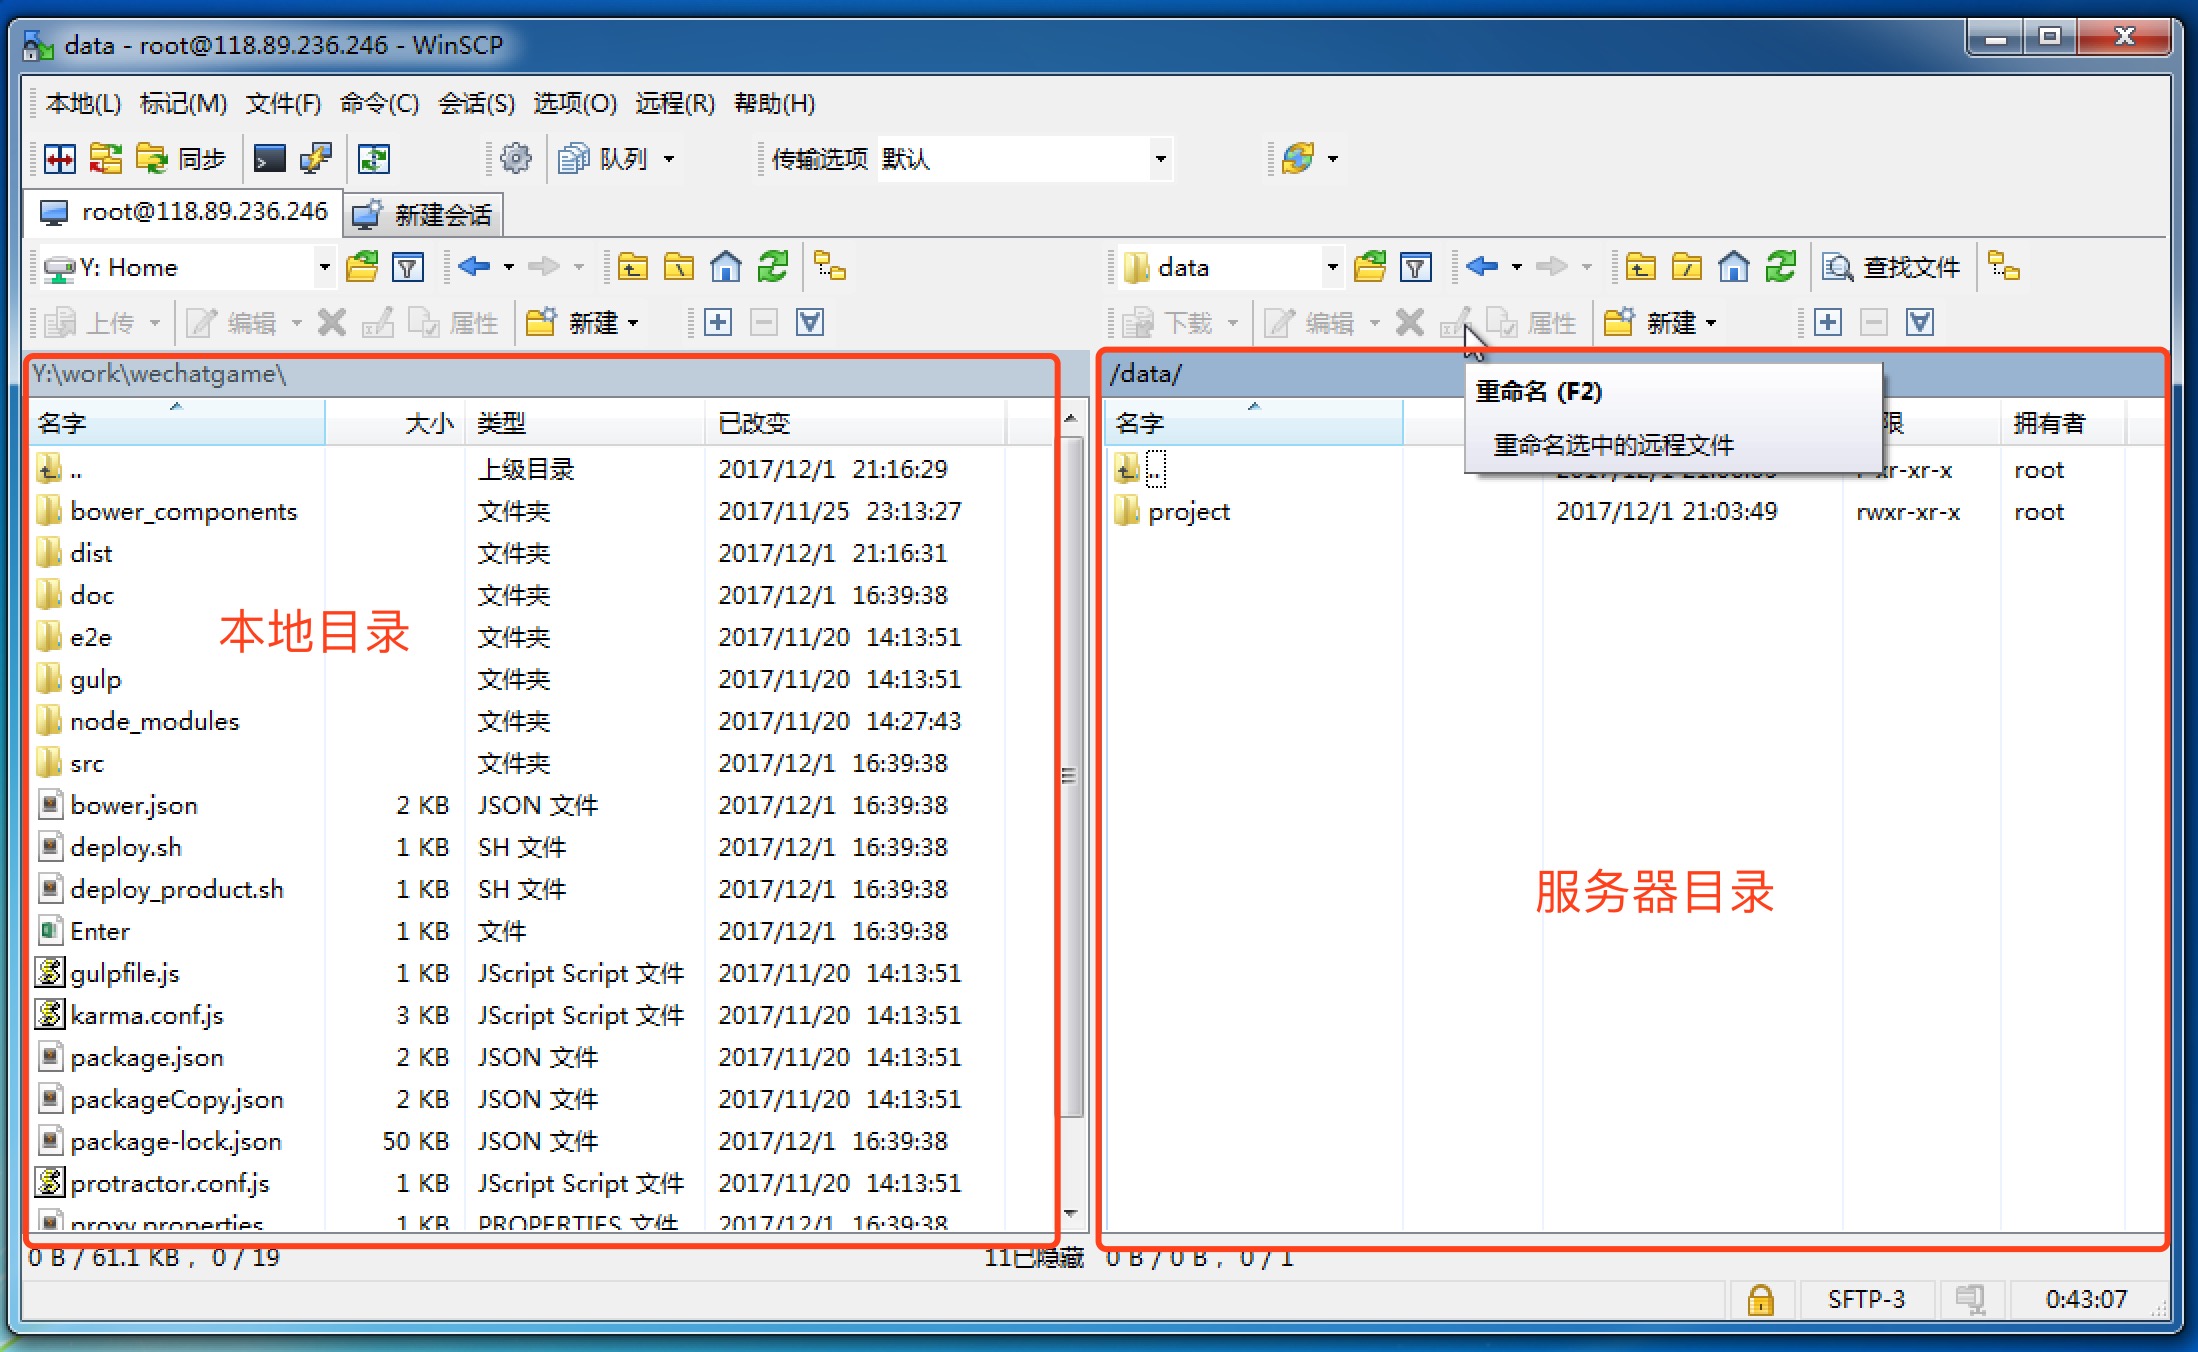 data - root@118.89.236.246 - WinSCP
本地(L) 标记(M) 文件(F) 命令(C) 会话(S) 选项(O) 远程(R) 帮助(H)
同步 队列 传输选项 默认
root@118.89.236.246 新建会话
Y: Home
data 查找文件
上传 编辑 属性 新建
下载 编辑 属性 新建
Y:\work\wechatgame\
名字 大小 类型 已改变
.. 上级目录 2017/12/1 21:16:29
bower_components 文件夹 2017/11/25 23:13:27
dist 文件夹 2017/12/1 21:16:31
doc 文件夹 2017/12/1 16:39:38
e2e 文件夹 2017/11/20 14:13:51
gulp 文件夹 2017/11/20 14:13:51
node_modules 文件夹 2017/11/20 14:27:43
src 文件夹 2017/12/1 16:39:38
bower.json 2 KB JSON 文件 2017/12/1 16:39:38
deploy.sh 1 KB SH 文件 2017/12/1 16:39:38
deploy_product.sh 1 KB SH 文件 2017/12/1 16:39:38
Enter 1 KB 文件 2017/12/1 16:39:38
gulpfile.js 1 KB JScript Script 文件 2017/11/20 14:13:51
karma.conf.js 3 KB JScript Script 文件 2017/11/20 14:13:51
package.json 2 KB JSON 文件 2017/11/20 14:13:51
packageCopy.json 2 KB JSON 文件 2017/11/20 14:13:51
package-lock.json 50 KB JSON 文件 2017/12/1 16:39:38
protractor.conf.js 1 KB JScript Script 文件 2017/11/20 14:13:51
proxy.properties 1 KB PROPERTIES 文件 2017/12/1 16:39:38
本地目录
0 B / 61.1 KB， 0 / 19 11已隐藏
/data/
重命名 (F2)
重命名选中的远程文件
名字 限 拥有者
.. xr-xr-x root
project 2017/12/1 21:03:49 rwxr-xr-x root
服务器目录
0 B / 0 B， 0 / 1
SFTP-3 0:43:07